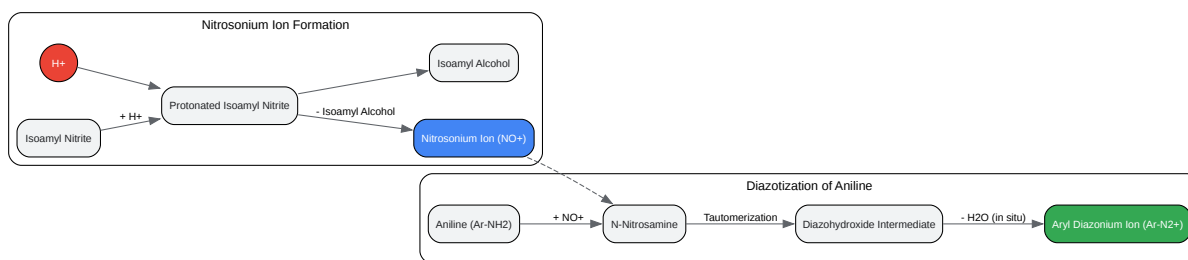 Nitrosonium Ion Formation
H+
Isoamyl Alcohol
Protonated Isoamyl Nitrite
+ H+
- Isoamyl Alcohol
Isoamyl Nitrite
Nitrosonium Ion (NO+)
Diazotization of Aniline
Aniline (Ar-NH2)
+ NO+
N-Nitrosamine
Tautomerization
Diazohydroxide Intermediate
- H2O (in situ)
Aryl Diazonium Ion (Ar-N2+)